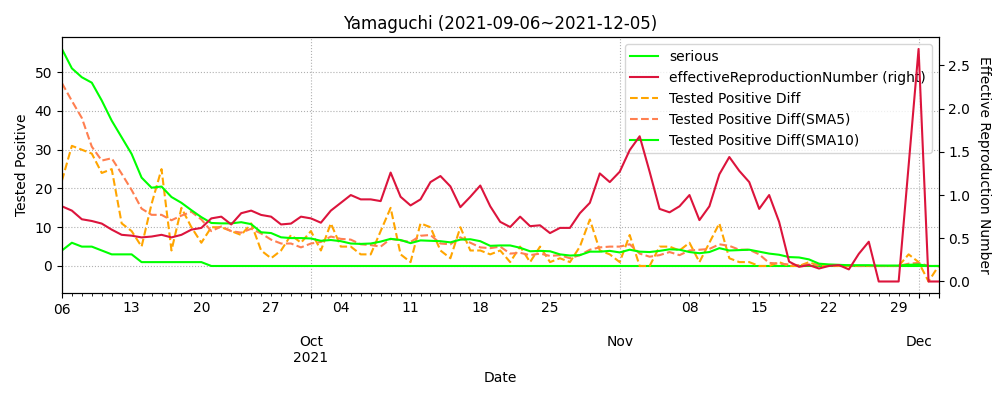 Yamaguchi (2021-09-06~2021-12-05)
serious
effectiveReproductionNumber (right)
Tested Positive Diff
Tested Positive Diff(SMA5)
Tested Positive Diff(SMA10)
Tested Positive
50
40
30
20
10
0
2.5
2.0
1.5
1.0
0.5
0.0
Effective Reproduction Number
06 13 20 27 04 11 18 25 08 15 22 29
Oct Nov Dec
2021
Date